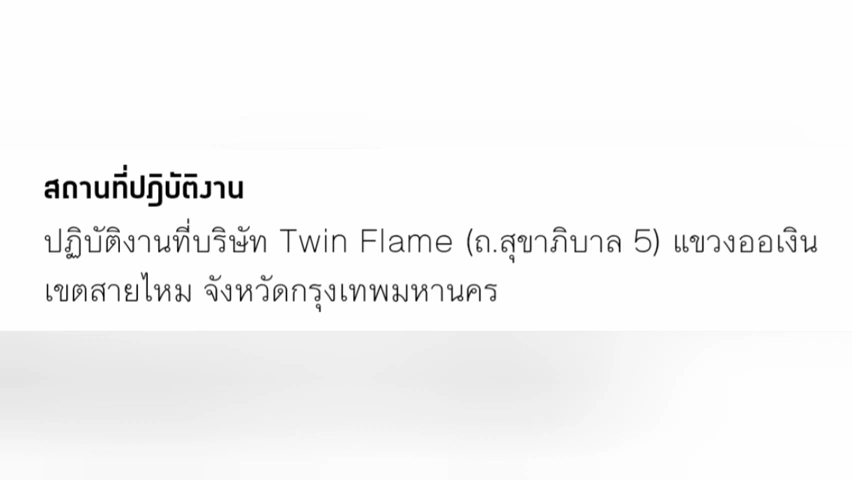 สถานที่ปฏิบัติงาน
ปฏิบัติงานที่บริษัท Twin Flame (ถ.สุขาภิบาล 5) แขวงออเงิน
เขตสายไหม จังหวัดกรุงเทพมหานคร